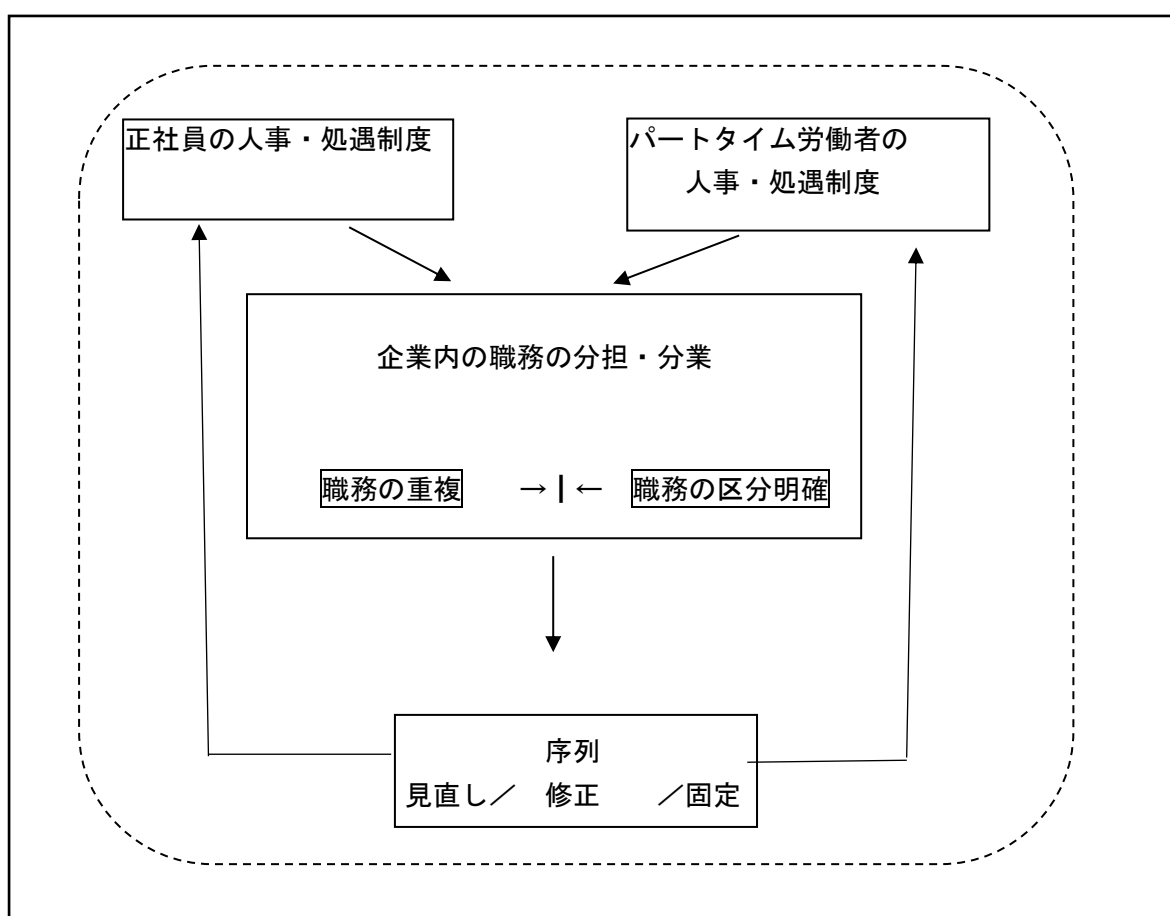 正社員の人事・処遇制度
パートタイム労働者の
人事・処遇制度
企業内の職務の分担・分業
職務の重複 →|← 職務の区分明確
序列
見直し／ 修正 ／固定